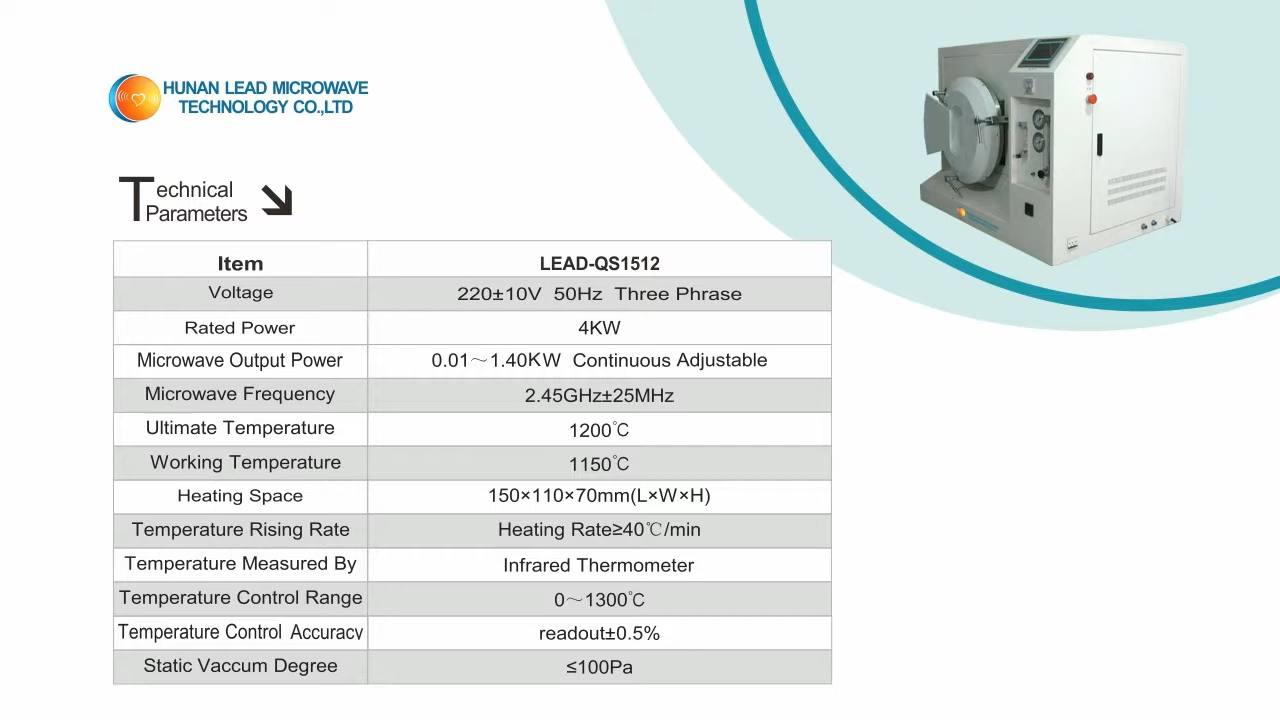 HUNAN LEAD MICROWAVE
TECHNOLOGY CO.,LTD
Technical
Parameters
Item LEAD-QS1512
Voltage 220±10V 50Hz Three Phrase
Rated Power 4KW
Microwave Output Power 0.01～1.40KW Continuous Adjustable
Microwave Frequency 2.45GHz±25MHz
Ultimate Temperature 1200℃
Working Temperature 1150℃
Heating Space 150×110×70mm(L×W×H)
Temperature Rising Rate Heating Rate≥40℃/min
Temperature Measured By Infrared Thermometer
Temperature Control Range 0～1300℃
Temperature Control Accuracy readout±0.5%
Static Vaccum Degree ≤100Pa